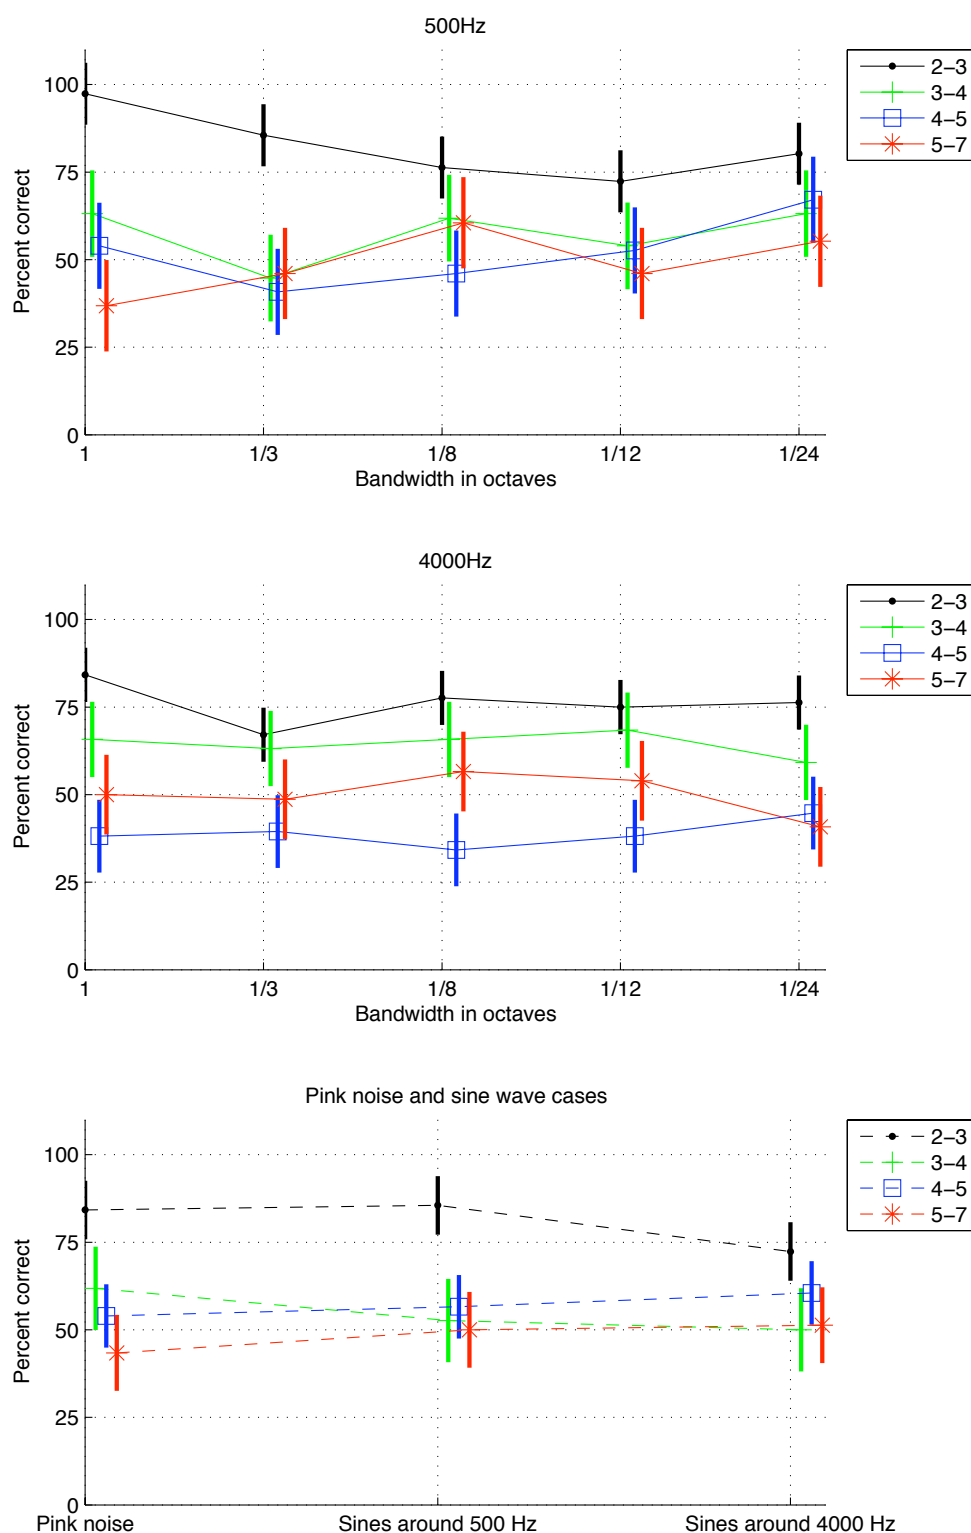 500Hz
100
75
50
25
0
Percent correct
1 1/3 1/8 1/12 1/24
Bandwidth in octaves
2−3
3−4
4−5
5−7
4000Hz
100
75
50
25
0
Percent correct
1 1/3 1/8 1/12 1/24
Bandwidth in octaves
2−3
3−4
4−5
5−7
Pink noise and sine wave cases
100
75
50
25
0
Percent correct
Pink noise Sines around 500 Hz Sines around 4000 Hz
2−3
3−4
4−5
5−7